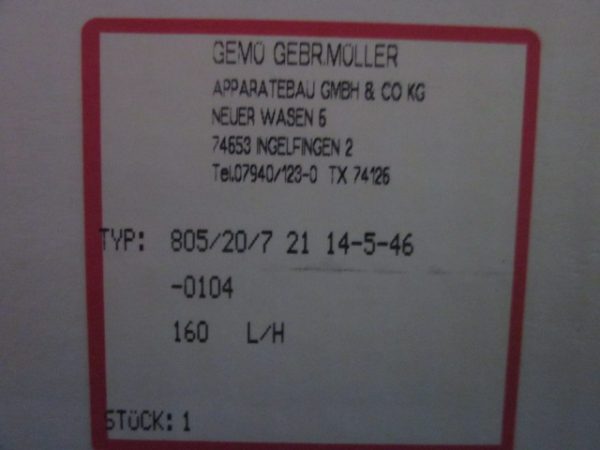 GEMÜ GEBR.MÜLLER
APPARATEBAU GMBH & CO KG
NEUER WASEN 6
74653 INGELFINGEN 2
Tel.07940/123-0 TX 74126
TYP: 805/20/7 21 14-5-46
-0104
160 L/H
STÜCK: 1